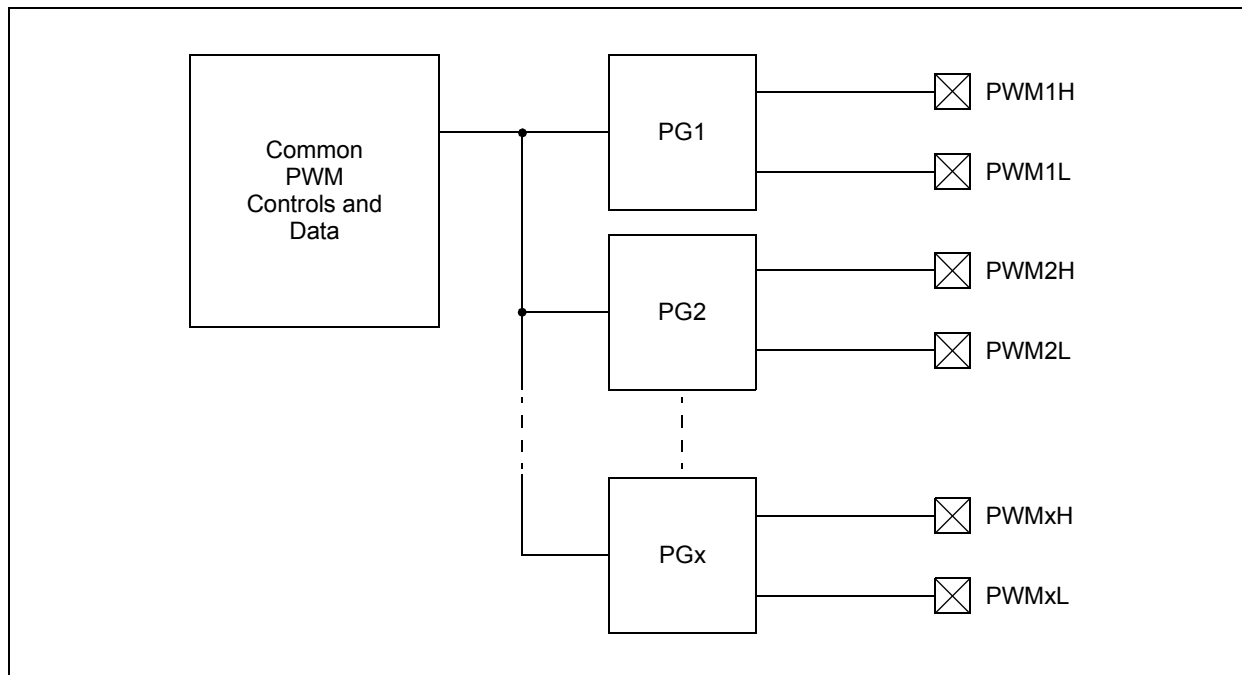 Common
PWM
Controls and
Data
PG1
PWM1H
PWM1L
PG2
PWM2H
PWM2L
PGx
PWMxH
PWMxL